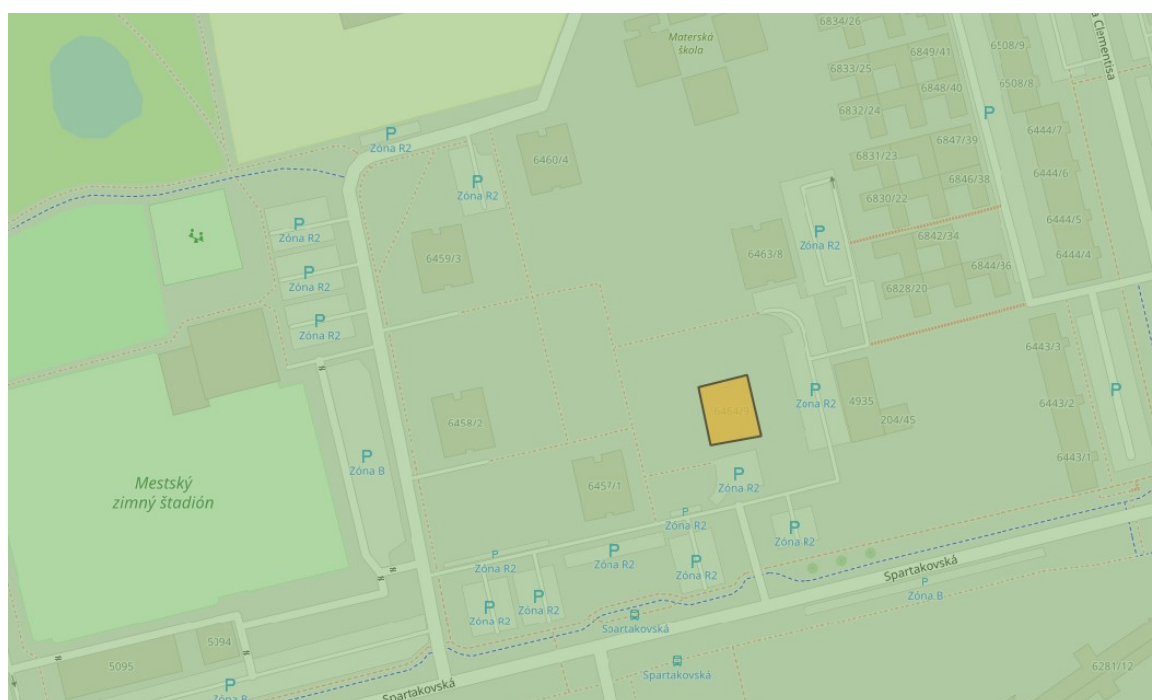 6834/26
Materská
škola
6849/41
6508/9
a Clementisa
6833/25
6848/40
6508/8
6832/24
P
P
Zóna R2
6444/7
6847/39
6460/4
6831/23
6444/6
P
Zóna R2
6846/38
6830/22
6444/5
P
Zóna R2
P
Zóna R2
6842/34
6459/3
6463/8
6444/4
6844/36
P
Zóna R2
6828/20
P
Zóna R2
6443/3
P
Zóna R2
P
4935
6443/2
6464/9
204/45
6458/2
P
Zóna B
6443/1
Mestský
zimný štadión
6457/1
P
Zóna R2
P
Zóna R2
P
Zóna R2
P
Zóna R2
P
Zóna R2
P
Zóna R2
Spartakovská
P
Zóna B
P
Zóna R2
P
Zóna R2
Spartakovská
5094
5095
Spartakovská
6281/12
P
Zóna B
Spartakovská